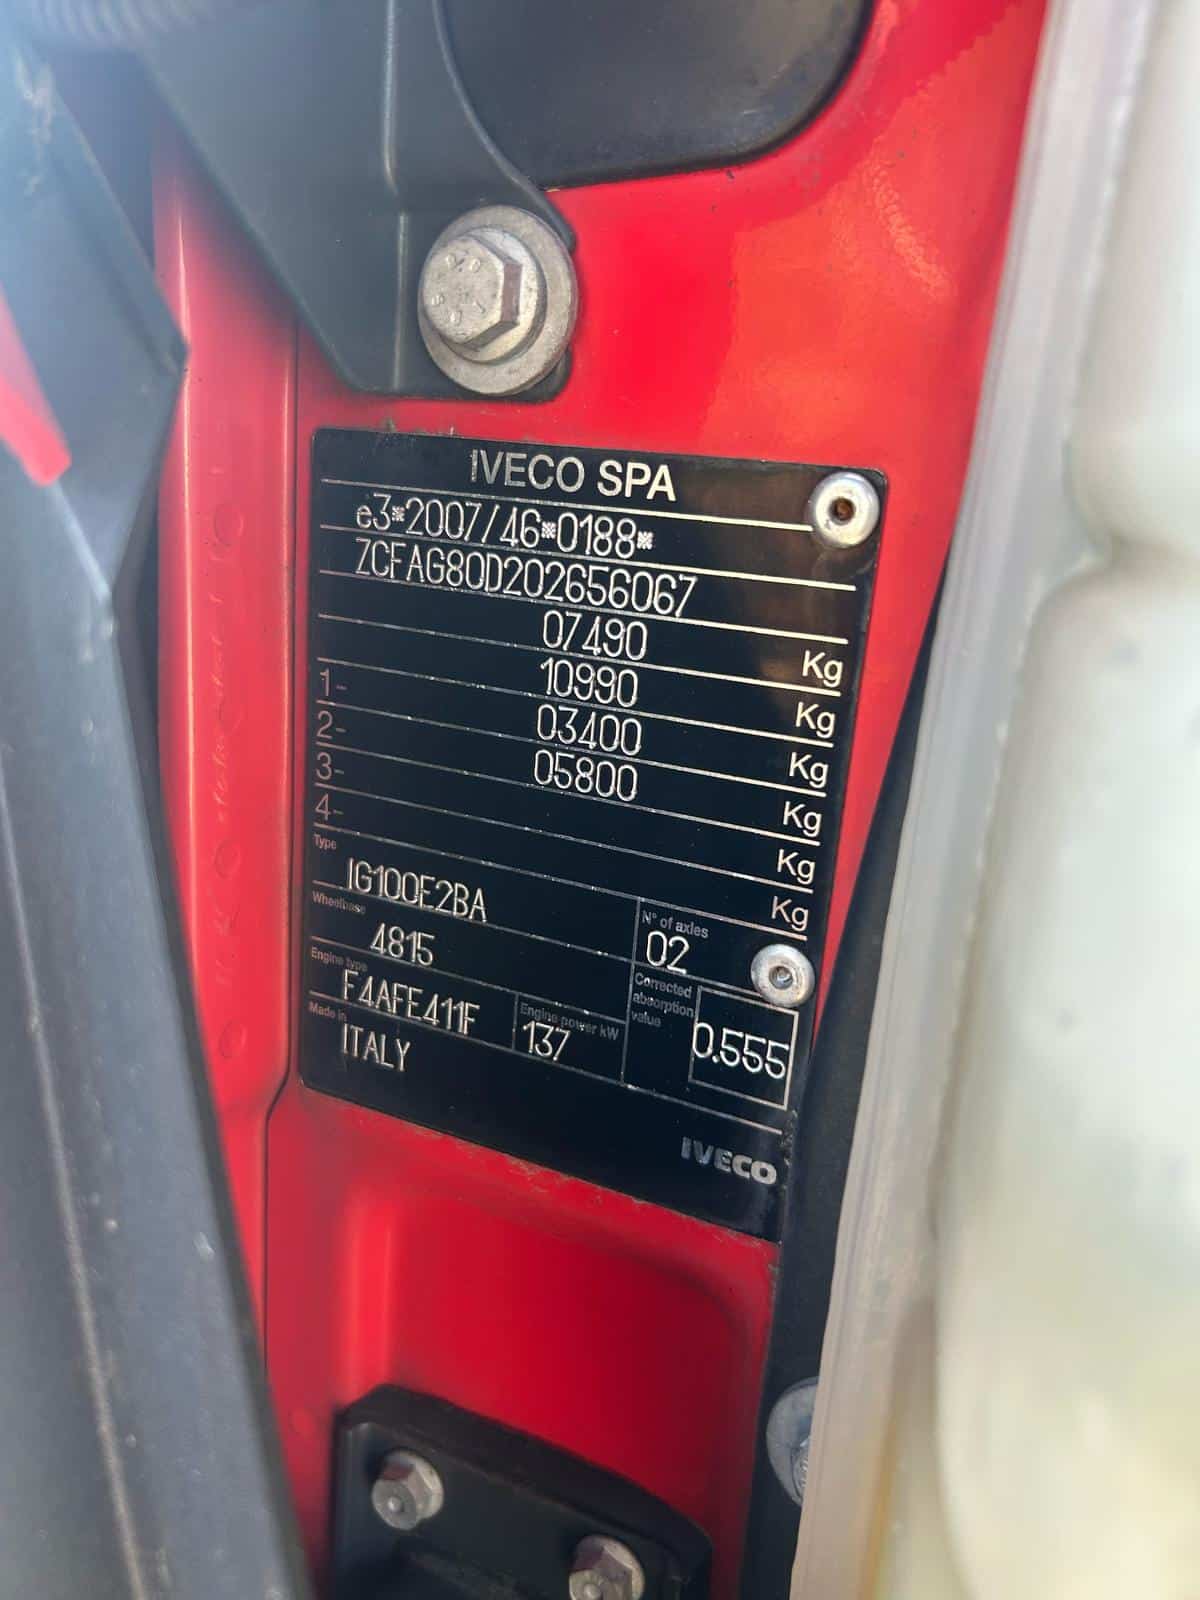 IVECO SPA
e3*2007/46*0188*
ZCFAG80D202656067
07490 Kg
10990 Kg
1- 03400 Kg
2- 05800 Kg
3- Kg
4- Kg
Type
IG100E2BA
N° of axles
02
Wheelbase
4815
Corrected absorption value
0.555
Engine type
F4AFE411F
Engine power kW
137
Made in
ITALY
IVECO